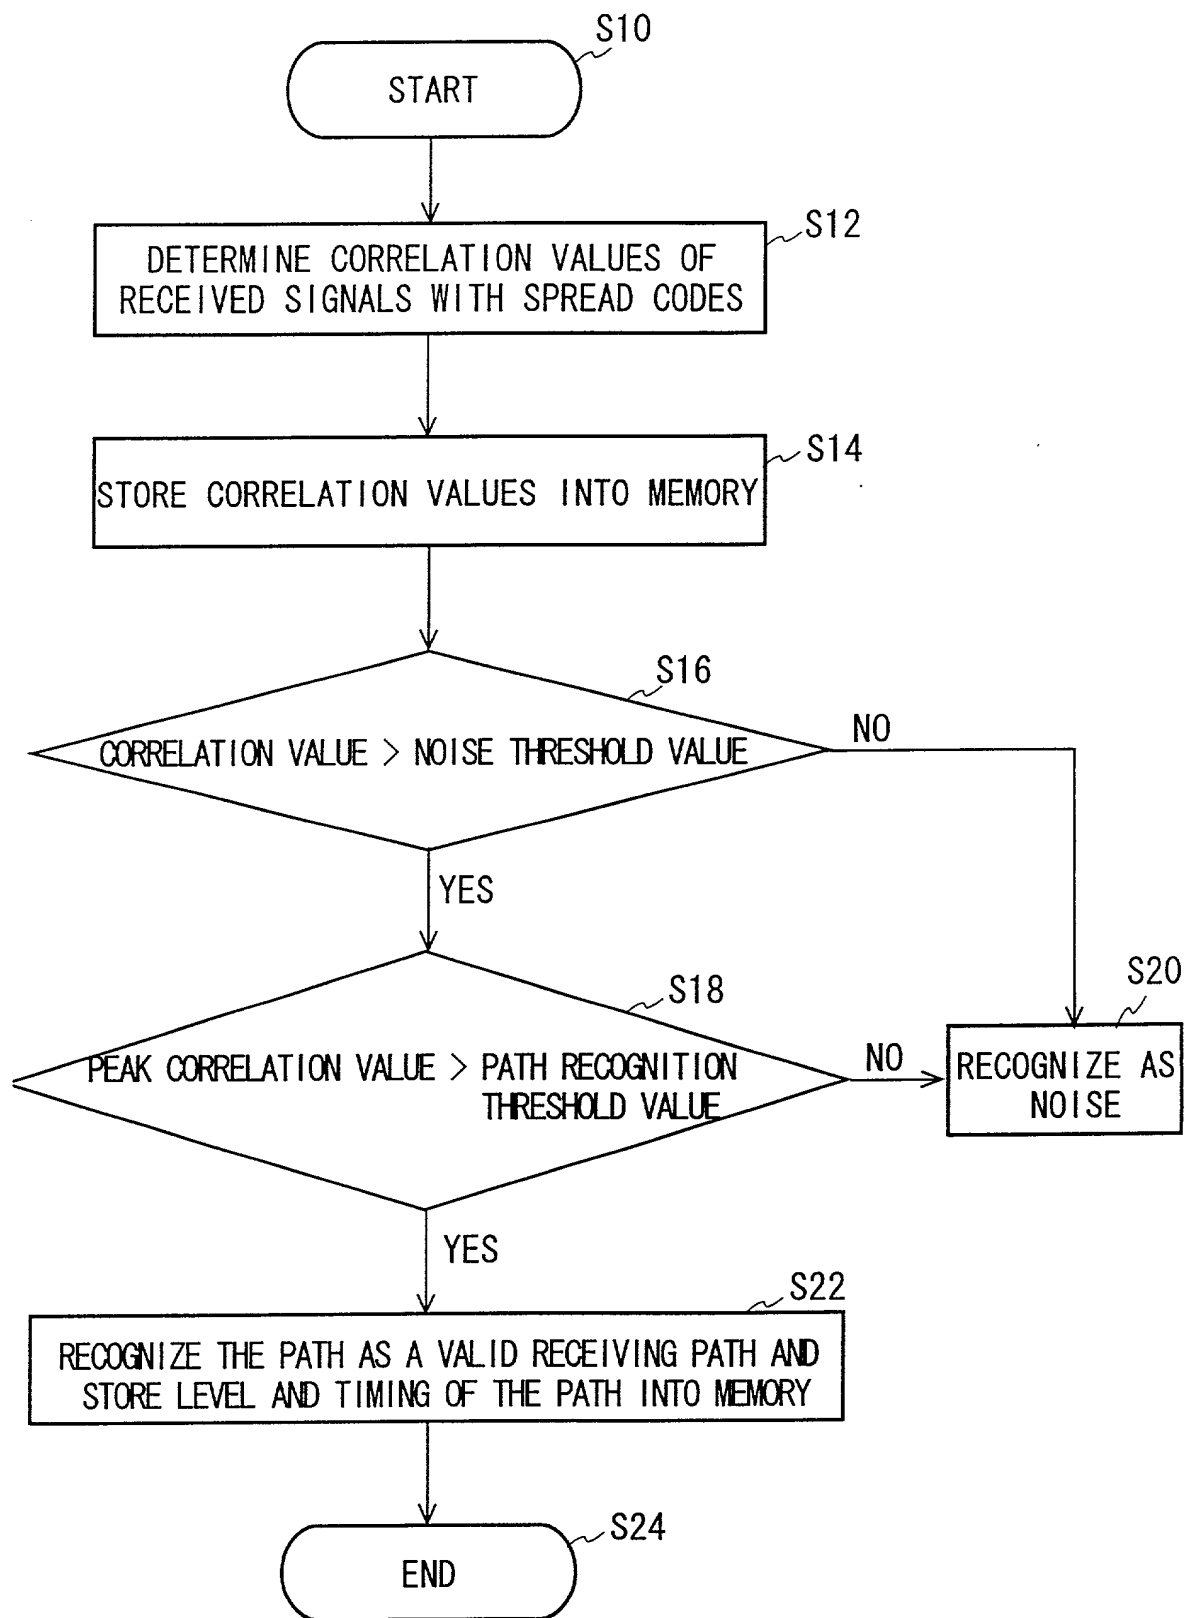 S10
START
S12
DETERMINE CORRELATION VALUES OF
RECEIVED SIGNALS WITH SPREAD CODES
S14
STORE CORRELATION VALUES INTO MEMORY
S16
CORRELATION VALUE > NOISE THRESHOLD VALUE
NO
YES
S18
PEAK CORRELATION VALUE > PATH RECOGNITION
THRESHOLD VALUE
NO
S20
RECOGNIZE AS
NOISE
YES
S22
RECOGNIZE THE PATH AS A VALID RECEIVING PATH AND
STORE LEVEL AND TIMING OF THE PATH INTO MEMORY
S24
END